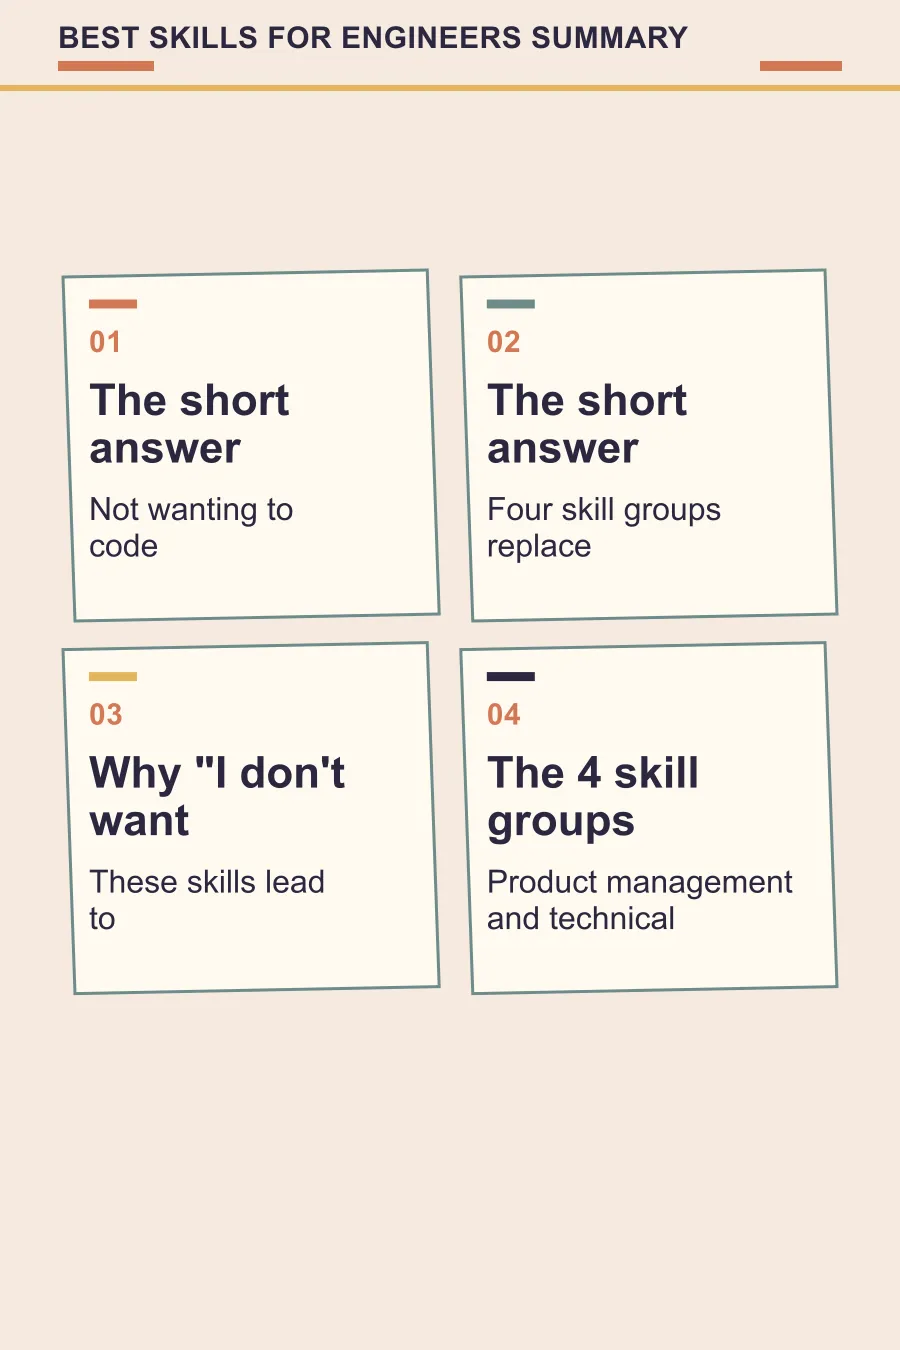 BEST SKILLS FOR ENGINEERS SUMMARY
01
The short
answer
Not wanting to
code
02
The short
answer
Four skill groups
replace
03
Why "I don't
want
These skills lead
to
04
The 4 skill
groups
Product management
and technical